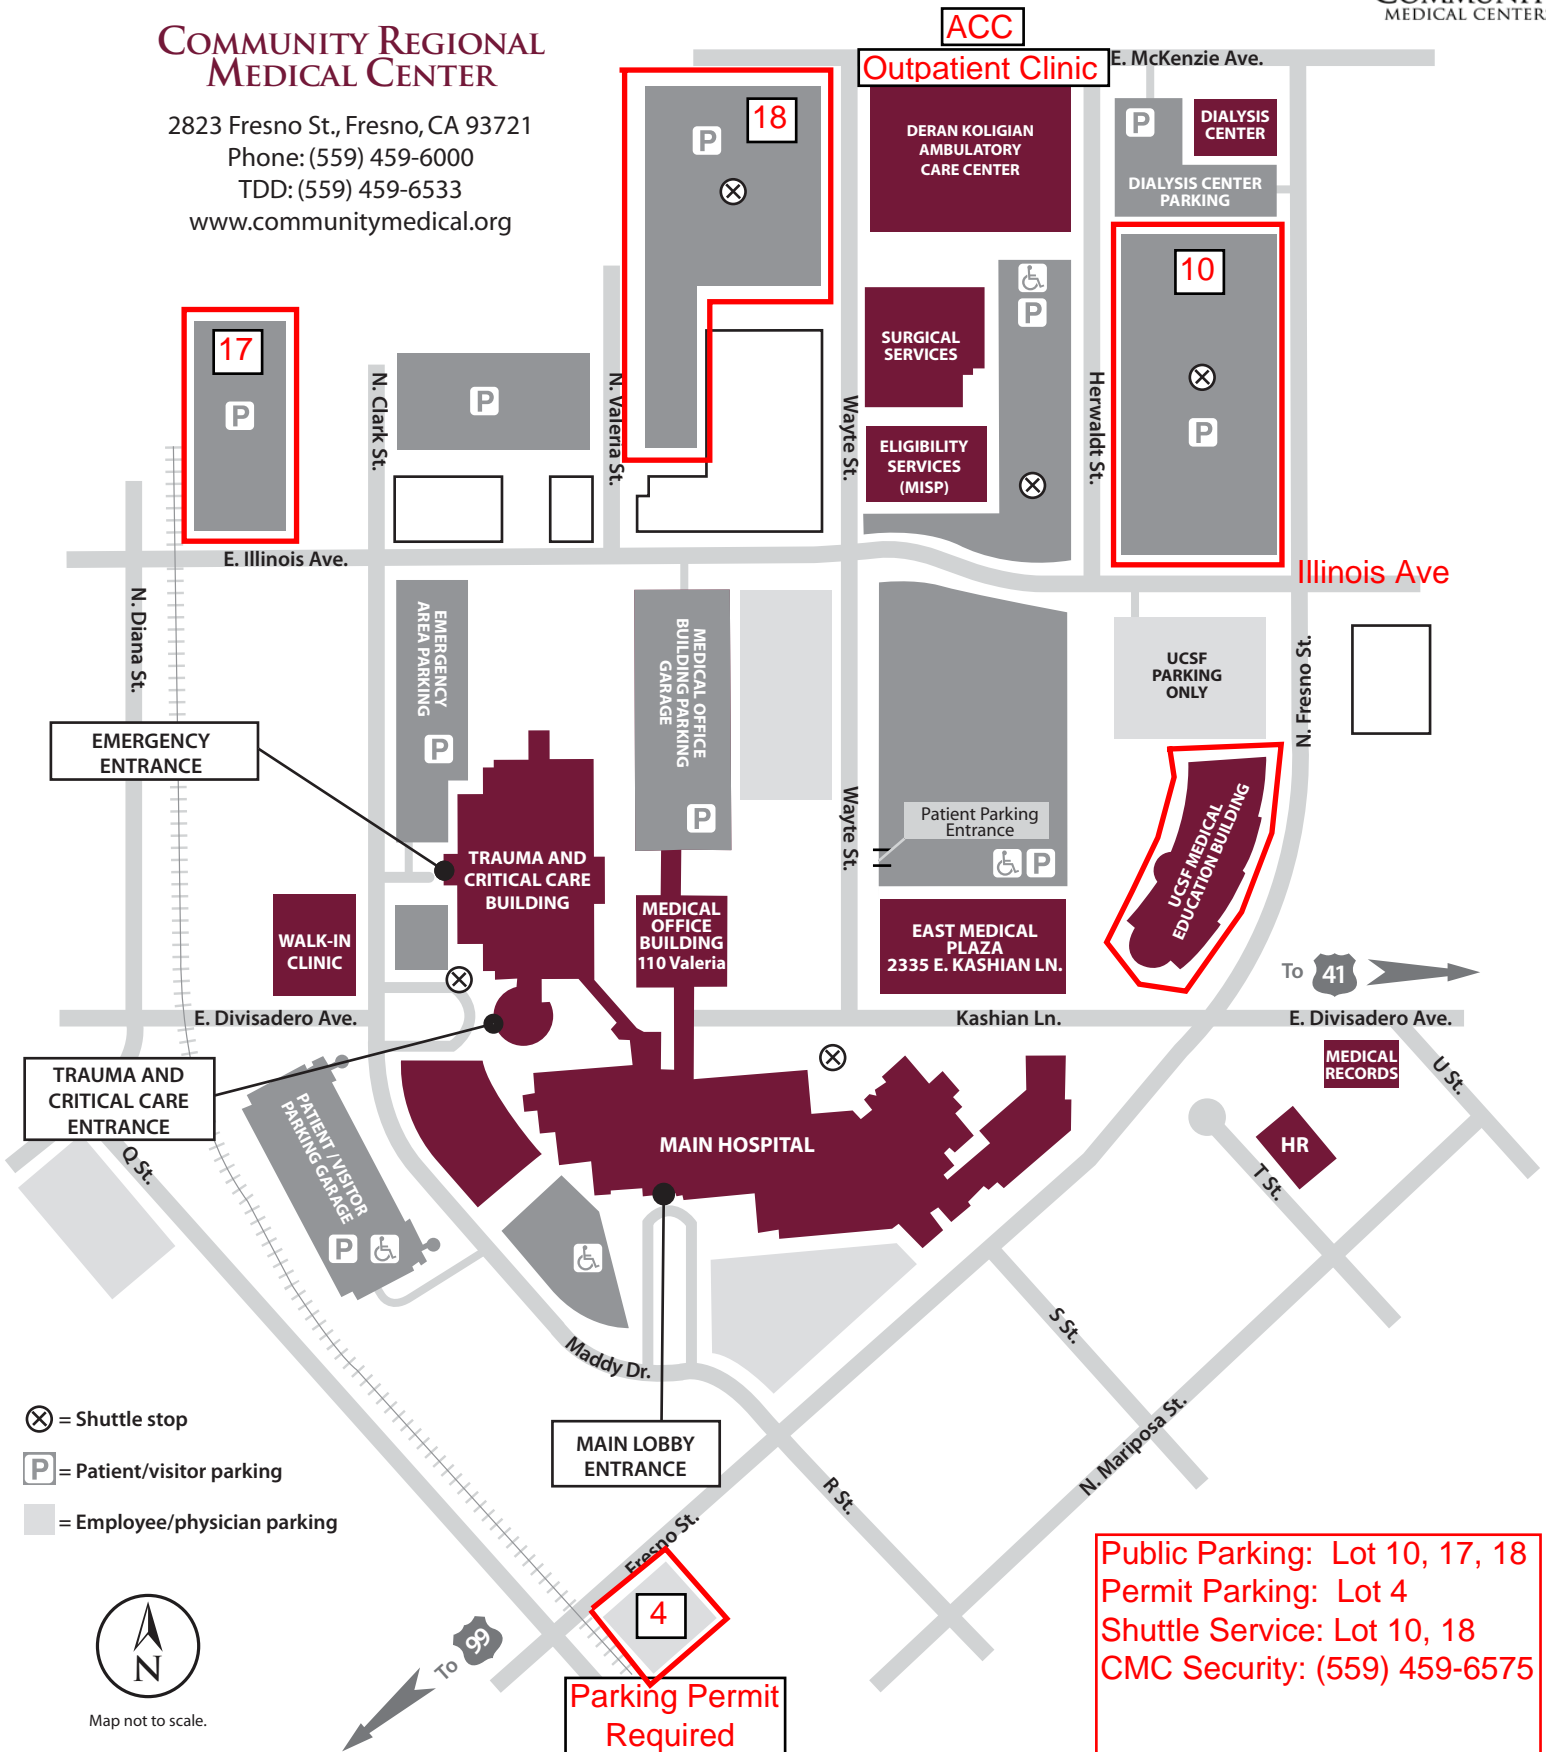 COMMUNITY REGIONAL
MEDICAL CENTER
2823 Fresno St., Fresno, CA 93721
Phone: (559) 459-6000
TDD: (559) 459-6533
www.communitymedical.org
MEDICAL CENTER
ACC
Outpatient Clinic
E. McKenzie Ave.
18
P
DERAN KOLIGIAN
AMBULATORY
CARE CENTER
P
DIALYSIS
CENTER
DIALYSIS CENTER
PARKING
10
P
P
17
P
N. Clark St.
P
N. Valeria St.
SURGICAL
SERVICES
Wayte St.
ELIGIBILITY
SERVICES
(MISP)
Herwaldt St.
E. Illinois Ave.
Illinois Ave
N. Diana St.
EMERGENCY
AREA PARKING
P
MEDICAL OFFICE
BUILDING PARKING
GARAGE
P
UCSF
PARKING
ONLY
N. Fresno St.
EMERGENCY
ENTRANCE
Wayte St.
Patient Parking
Entrance
P
UCSF MEDICAL
EDUCATION BUILDING
TRAUMA AND
CRITICAL CARE
BUILDING
WALK-IN
CLINIC
MEDICAL
OFFICE
BUILDING
110 Valeria
EAST MEDICAL
PLAZA
2335 E. KASHIAN LN.
To 41
E. Divisadero Ave.
Kashian Ln.
E. Divisadero Ave.
TRAUMA AND
CRITICAL CARE
ENTRANCE
MEDICAL
RECORDS
U St.
Q St.
PATIENT / VISITOR
PARKING GARAGE
P
MAIN HOSPITAL
HR
T St.
S St.
Maddy Dr.
MAIN LOBBY
ENTRANCE
R St.
N. Mariposa St.
= Shuttle stop
P = Patient/visitor parking
= Employee/physician parking
Fresno St.
4
Parking Permit
Required
To 99
N
Map not to scale.
Public Parking: Lot 10, 17, 18
Permit Parking: Lot 4
Shuttle Service: Lot 10, 18
CMC Security: (559) 459-6575